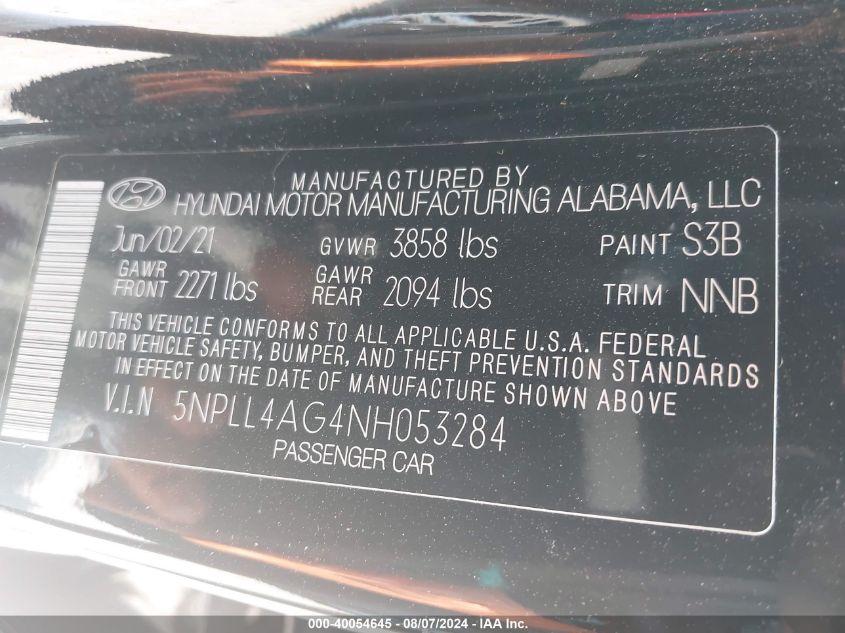 MANUFACTURED BY
HYUNDAI MOTOR MANUFACTURING ALABAMA, LLC
Jun/02/21 GVWR 3858 lbs PAINT S3B
GAWR FRONT 2271 lbs GAWR REAR 2094 lbs TRIM NNB
THIS VEHICLE CONFORMS TO ALL APPLICABLE U.S.A. FEDERAL
MOTOR VEHICLE SAFETY, BUMPER, AND THEFT PREVENTION STANDARDS
IN EFFECT ON THE DATE OF MANUFACTURE SHOWN ABOVE
V.I.N 5NPLL4AG4NH053284
PASSENGER CAR
000-40054645 - 08/07/2024 - IAAI Inc.